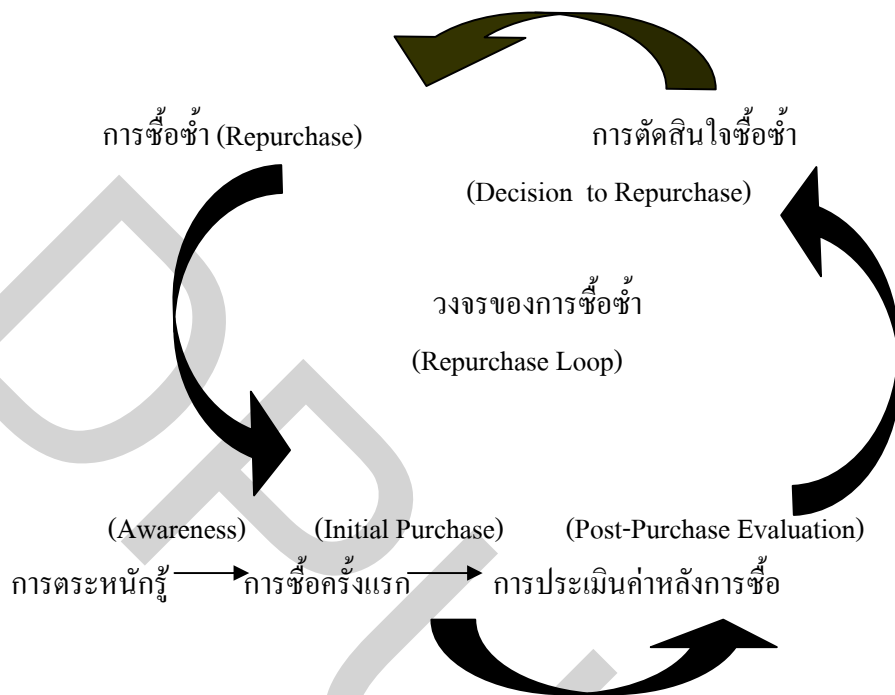 การซื้อซ้ำ (Repurchase)
การตัดสินใจซื้อซ้ำ
(Decision to Repurchase)
วงจรของการซื้อซ้ำ
(Repurchase Loop)
(Awareness) (Initial Purchase) (Post-Purchase Evaluation)
การตระหนักรู้ การซื้อครั้งแรก การประเมินค่าหลังการซื้อ